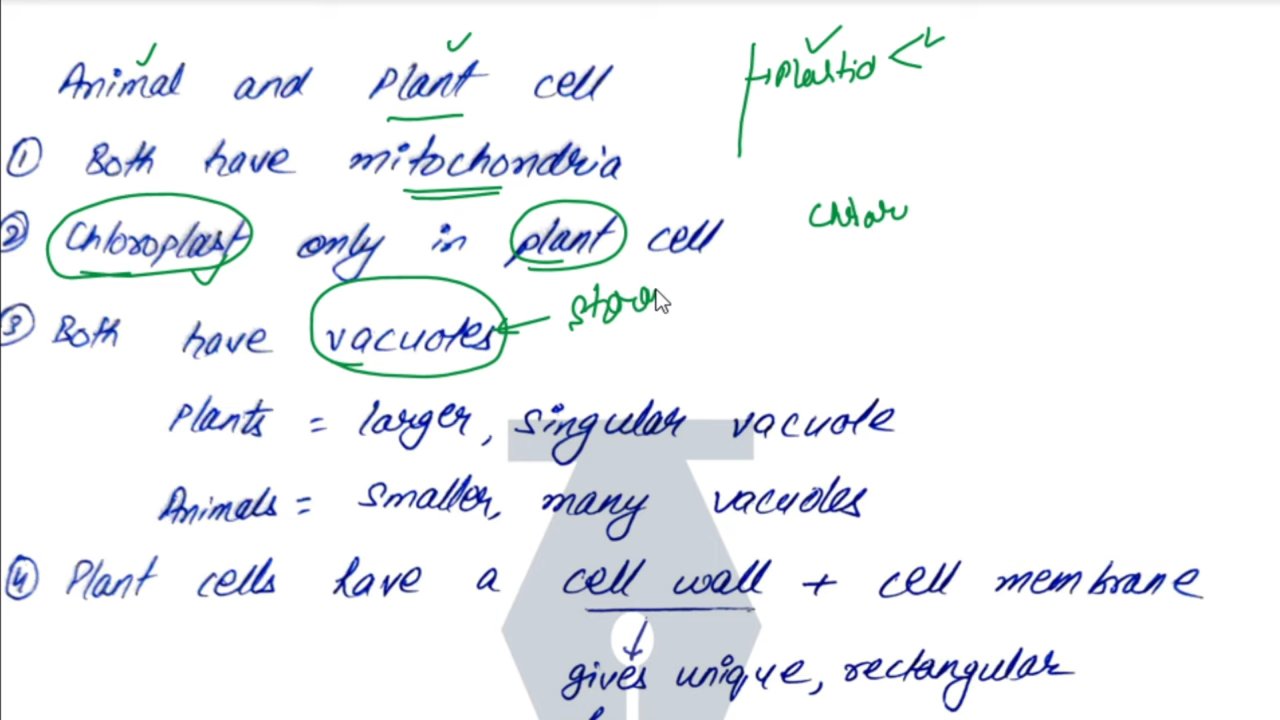 Animal and Plant cell
Plastid
① Both have mitochondria
② Chloroplast only in plant cell
③ Both have vacuoles
Plants = larger, singular vacuole
Animals = smaller, many vacuoles
④ Plant cells have a cell wall + cell membrane
gives unique, rectangular